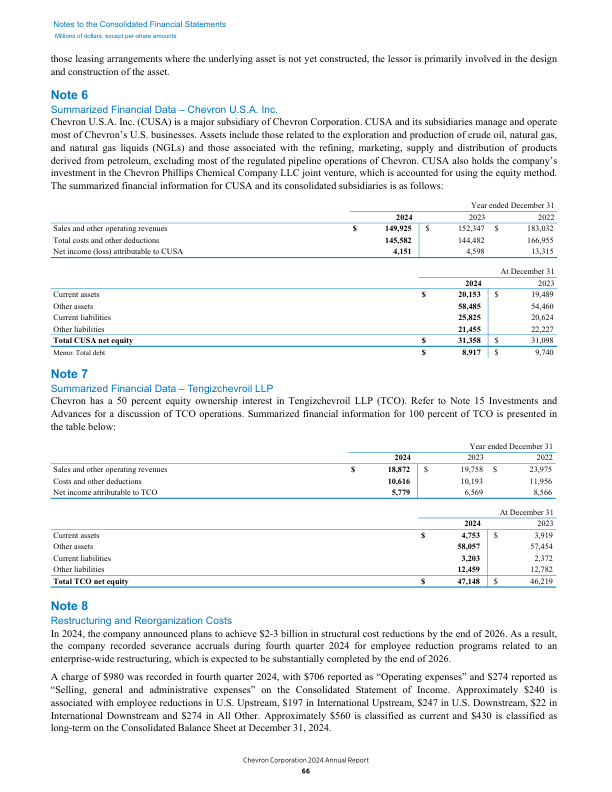 Notes to the Consolidated Financial Statements
Millions of dollars, except per-share amounts
those leasing arrangements where the underlying asset is not yet constructed, the lessor is primarily involved in the design
and construction of the asset.
Note 6
Summarized Financial Data – Chevron U.S.A. Inc.
Chevron U.S.A. Inc. (CUSA) is a major subsidiary of Chevron Corporation. CUSA and its subsidiaries manage and operate
most of Chevron’s U.S. businesses. Assets include those related to the exploration and production of crude oil, natural gas,
and natural gas liquids (NGLs) and those associated with the refining, marketing, supply and distribution of products
derived from petroleum, excluding most of the regulated pipeline operations of Chevron. CUSA also holds the company’s
investment in the Chevron Phillips Chemical Company LLC joint venture, which is accounted for using the equity method.
The summarized financial information for CUSA and its consolidated subsidiaries is as follows:
Year ended December 31
2024 2023 2022
Sales and other operating revenues $ 149,925 $ 152,347 $ 183,032
Total costs and other deductions 145,582 144,482 166,955
Net income (loss) attributable to CUSA 4,151 4,598 13,315
At December 31
2024 2023
Current assets $ 20,153 $ 19,489
Other assets 58,485 54,460
Current liabilities 25,825 20,624
Other liabilities 21,455 22,227
Total CUSA net equity $ 31,358 $ 31,098
Memo: Total debt $ 8,917 $ 9,740
Note 7
Summarized Financial Data – Tengizchevroil LLP
Chevron has a 50 percent equity ownership interest in Tengizchevroil LLP (TCO). Refer to Note 15 Investments and
Advances for a discussion of TCO operations. Summarized financial information for 100 percent of TCO is presented in
the table below:
Year ended December 31
2024 2023 2022
Sales and other operating revenues $ 18,872 $ 19,758 $ 23,975
Costs and other deductions 10,616 10,193 11,956
Net income attributable to TCO 5,779 6,569 8,566
At December 31
2024 2023
Current assets $ 4,753 $ 3,919
Other assets 58,057 57,454
Current liabilities 3,203 2,372
Other liabilities 12,459 12,782
Total TCO net equity $ 47,148 $ 46,219
Note 8
Restructuring and Reorganization Costs
In 2024, the company announced plans to achieve $2-3 billion in structural cost reductions by the end of 2026. As a result,
the company recorded severance accruals during fourth quarter 2024 for employee reduction programs related to an
enterprise-wide restructuring, which is expected to be substantially completed by the end of 2026.
A charge of $980 was recorded in fourth quarter 2024, with $706 reported as “Operating expenses” and $274 reported as
“Selling, general and administrative expenses” on the Consolidated Statement of Income. Approximately $240 is
associated with employee reductions in U.S. Upstream, $197 in International Upstream, $247 in U.S. Downstream, $22 in
International Downstream and $274 in All Other. Approximately $560 is classified as current and $430 is classified as
long-term on the Consolidated Balance Sheet at December 31, 2024.
Chevron Corporation 2024 Annual Report
66